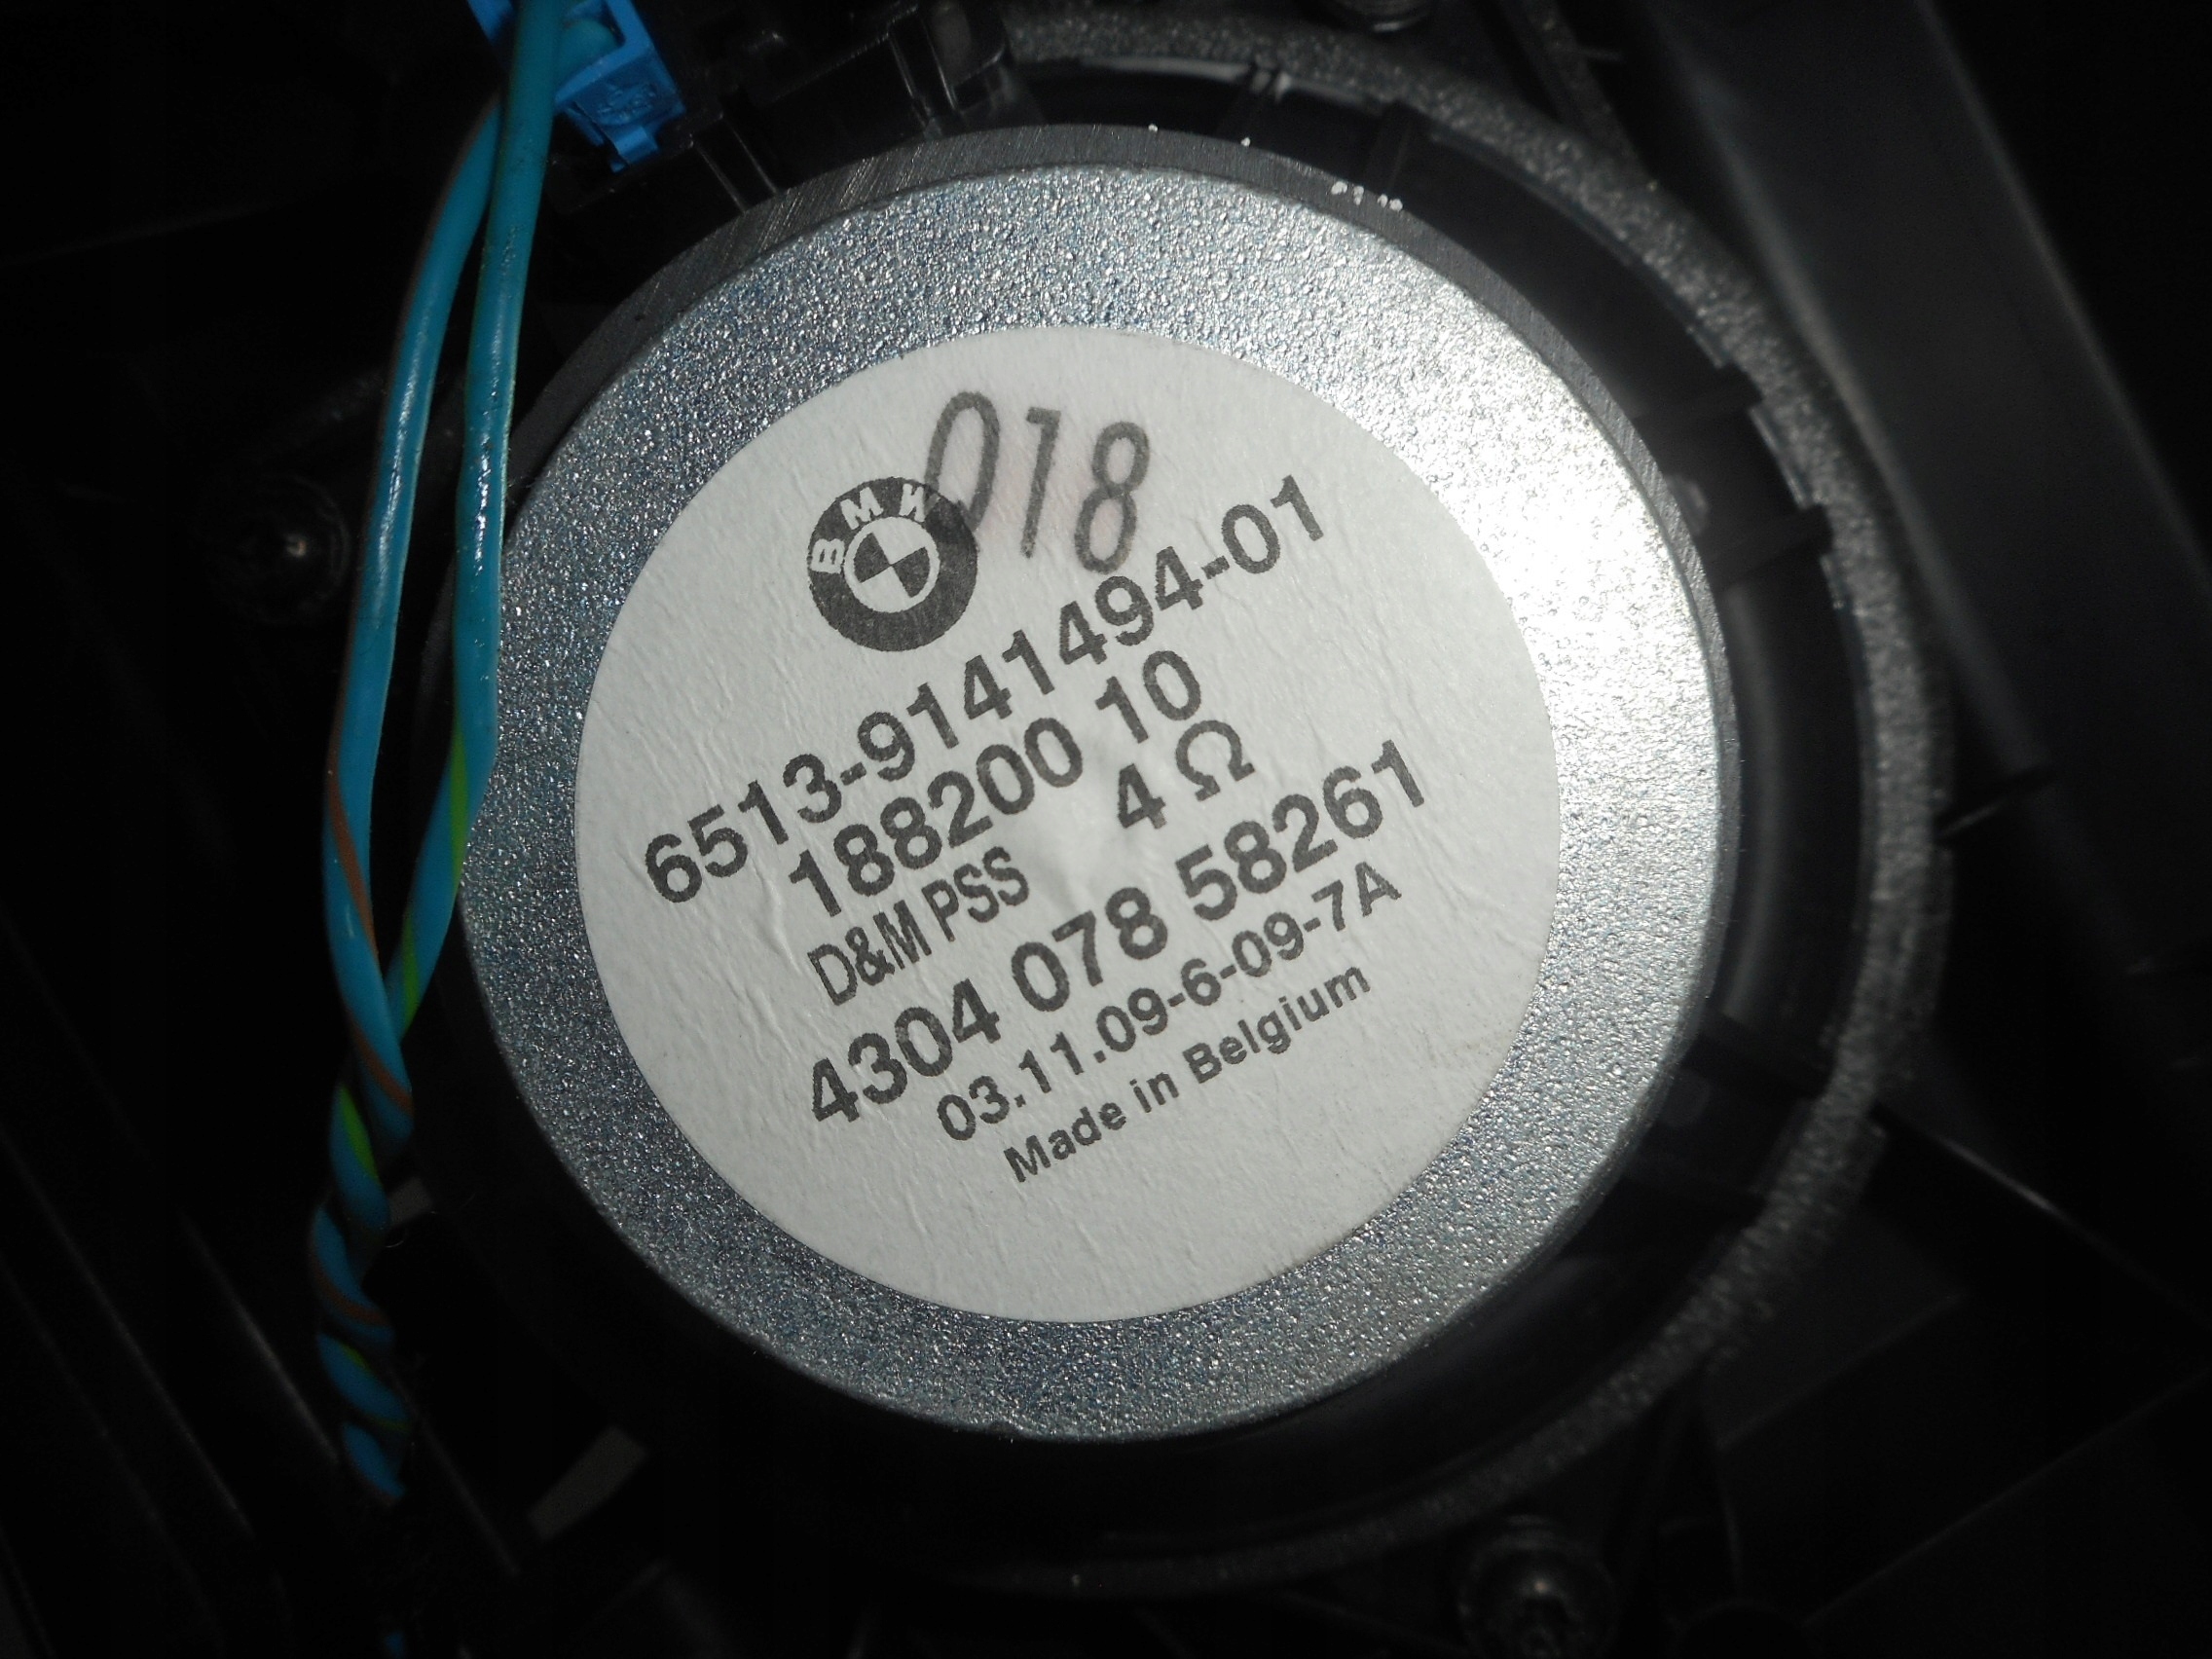 018
BMW
6513-9141494-01
188200 10
D&M PSS 4 Ω
4304 078 58261
03.11.09-6-09-7A
Made in Belgium